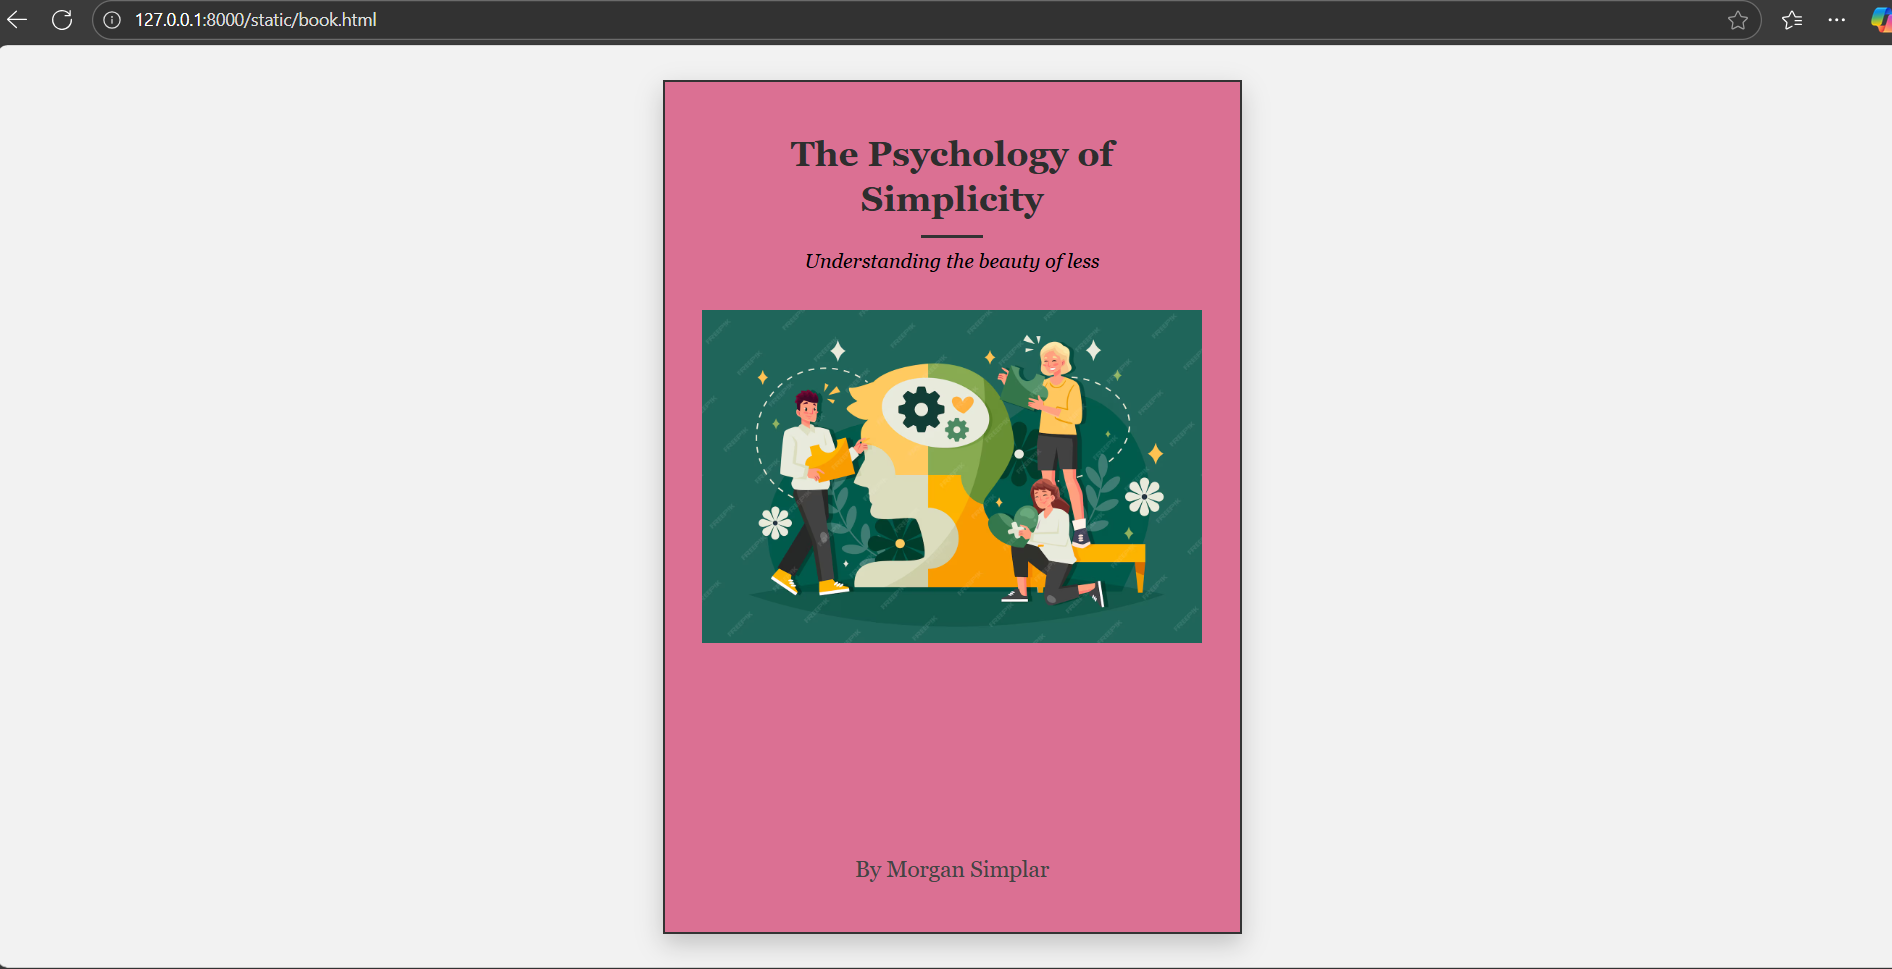 127.0.0.1:8000/static/book.html
The Psychology of
Simplicity
Understanding the beauty of less
By Morgan Simplar